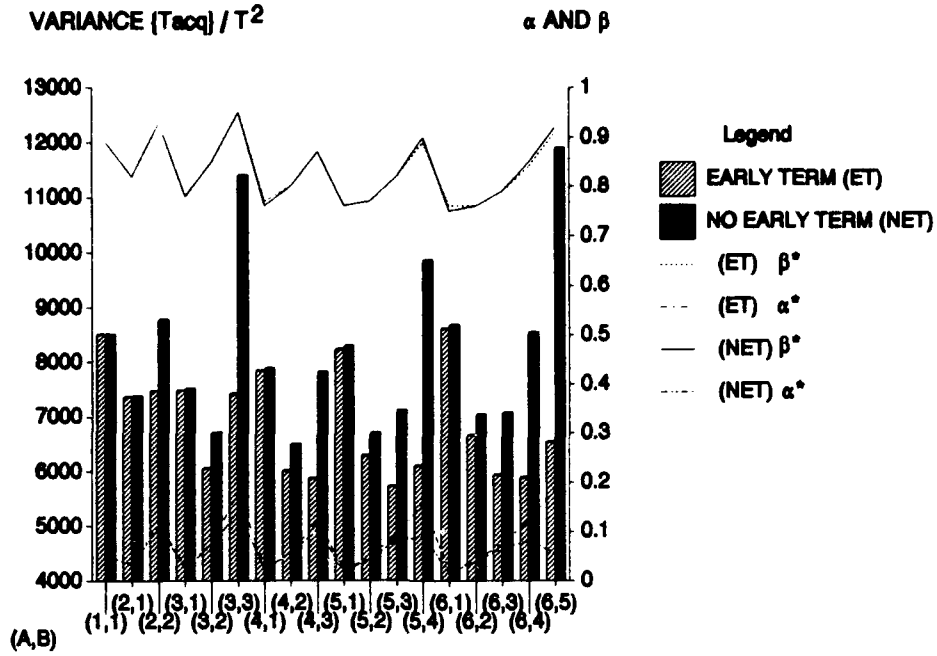 VARIANCE {Tacq} / T² α AND β
13000 1
12000 0.9
11000 0.8
10000 0.7
9000 0.6
8000 0.5
7000 0.4
6000 0.3
5000 0.2
4000 0.1
0
Legend
EARLY TERM (ET)
NO EARLY TERM (NET)
(ET) β*
(ET) α*
(NET) β*
(NET) α*
(2,1) (3,1) (3,3) (4,2) (5,1) (5,3) (6,1) (6,3) (6,5)
(1,1) (2,2) (3,2) (4,1) (4,3) (5,2) (5,4) (6,2) (6,4)
(A,B)